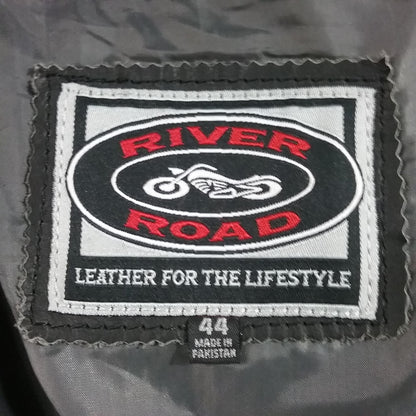 RIVER
ROAD
LEATHER FOR THE LIFESTYLE
44
MADE IN
PAKISTAN